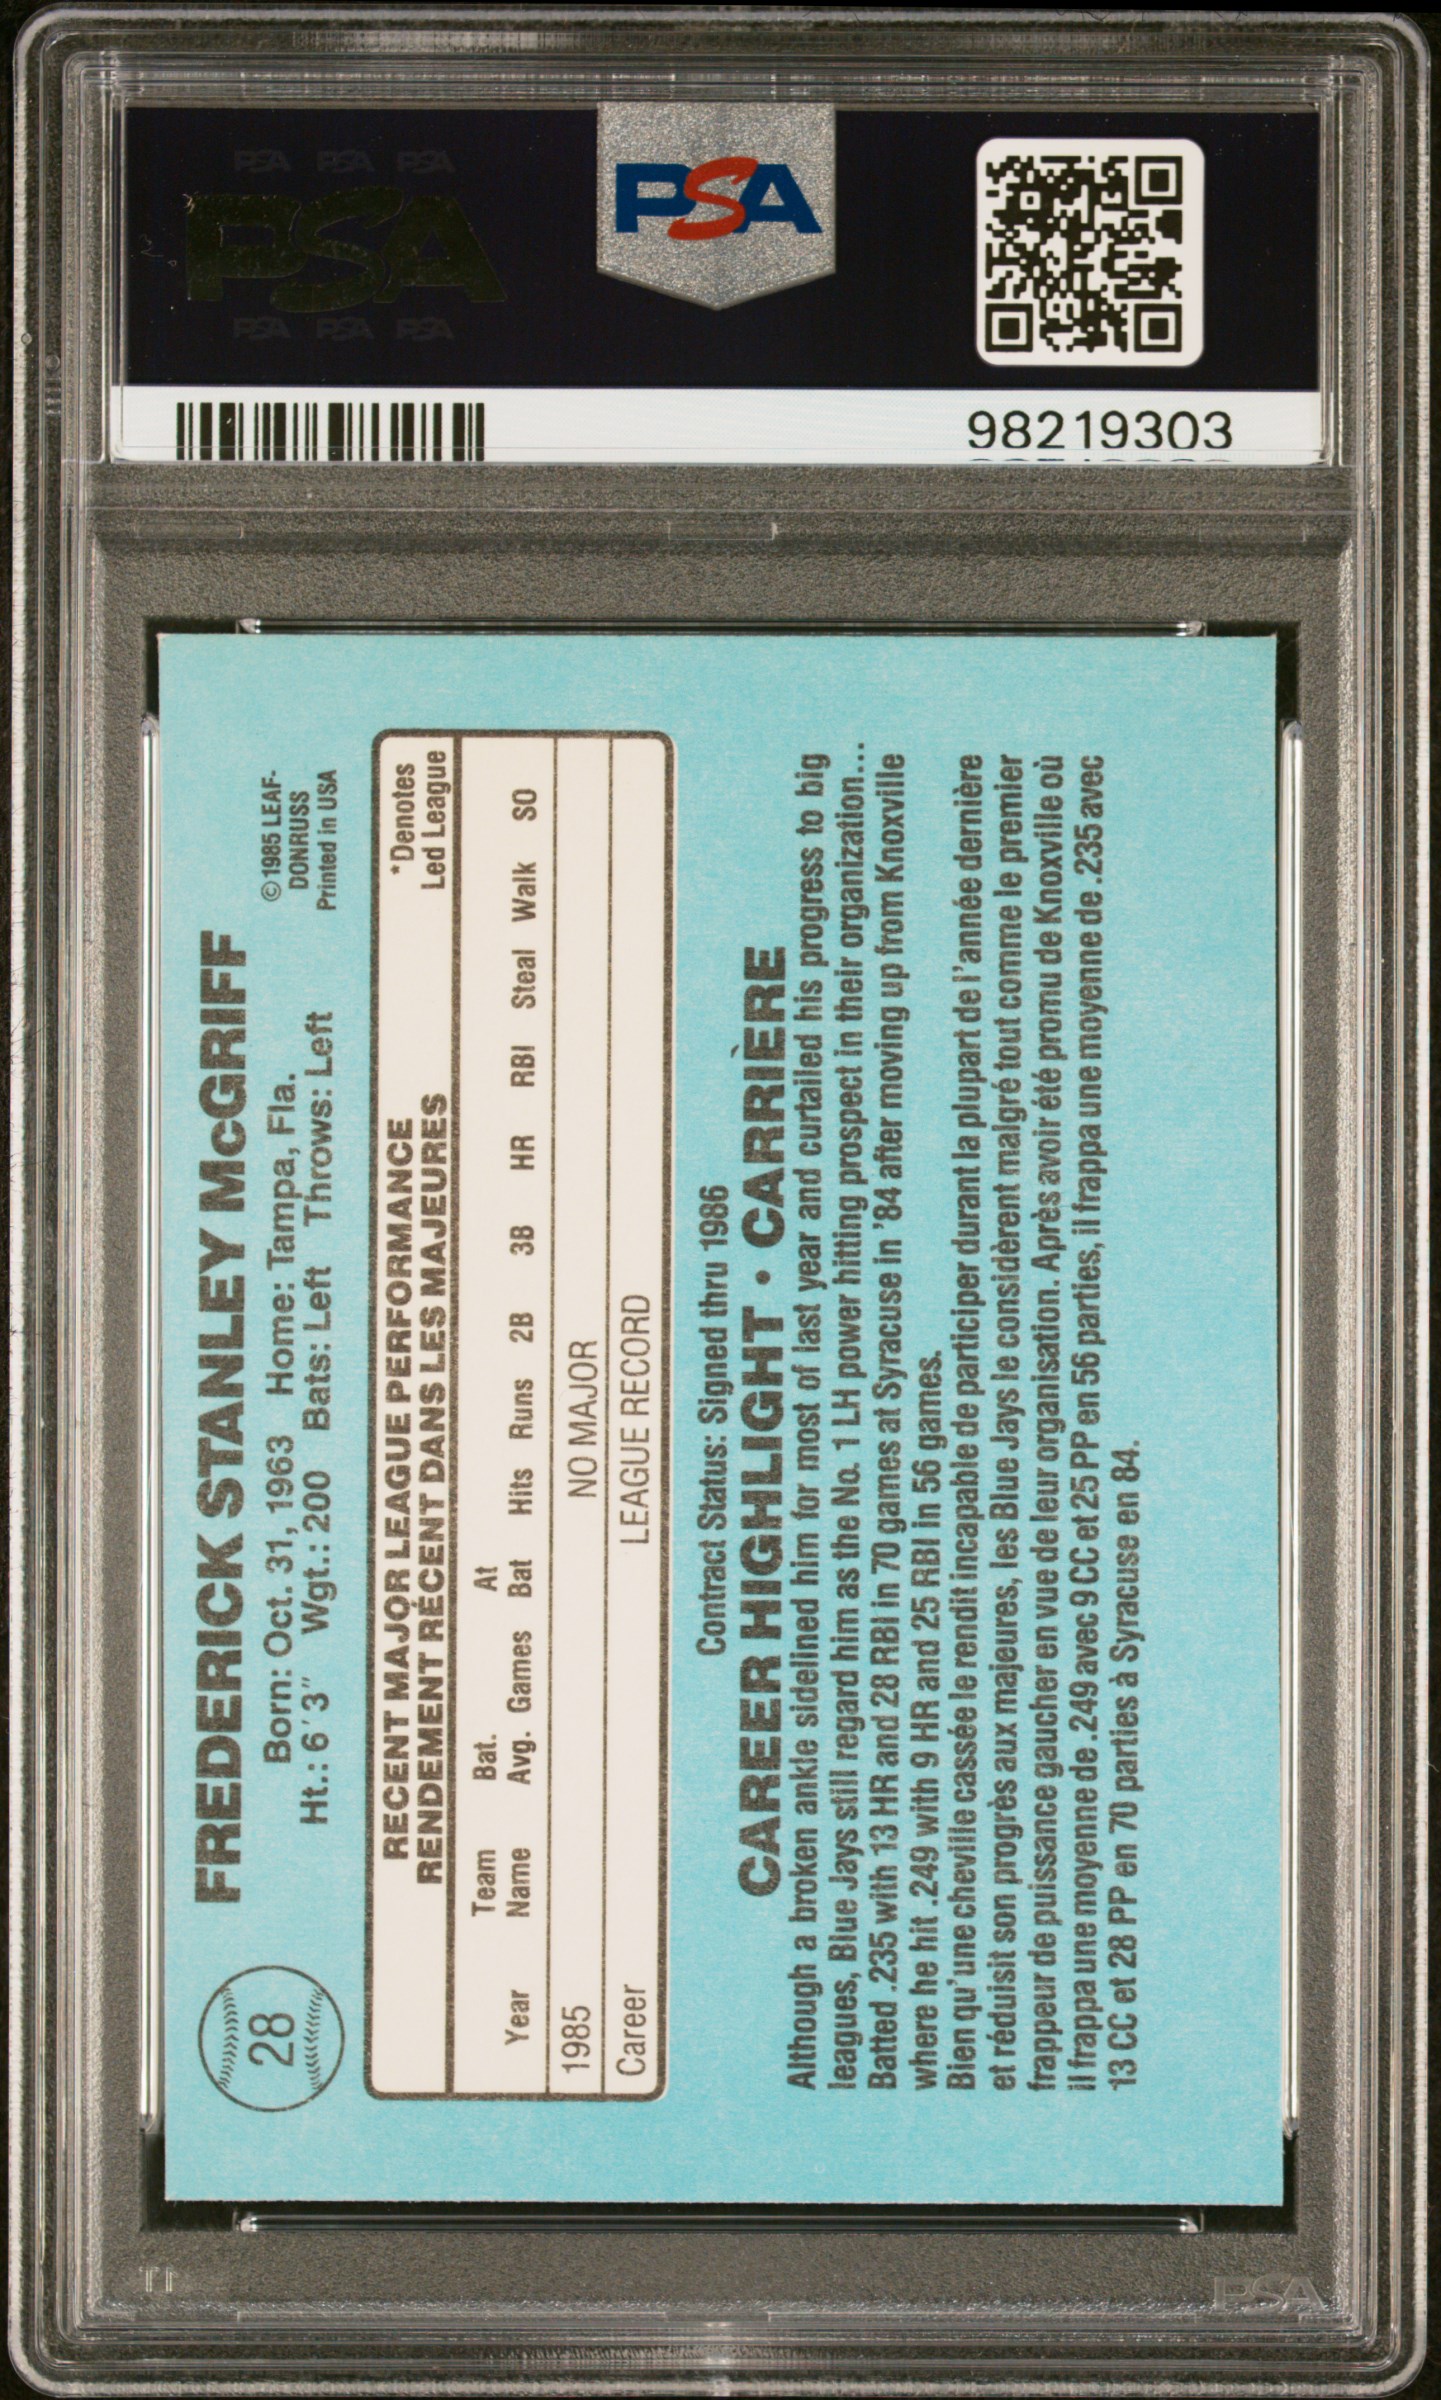 PSA PSA PSA
PSA
PSA PSA PSA
PSA
98219303
28
FREDERICK STANLEY McGRIFF
Born: Oct. 31, 1963 Home: Tampa, Fla.
Ht.: 6'3" Wgt.: 200 Bats: Left Throws: Left
©1985 LEAF-
DONRUSS
Printed in USA
RECENT MAJOR LEAGUE PERFORMANCE
RENDEMENT RÉCENT DANS LES MAJEURES
*Denotes
Led League
Year Team Name Bat. Avg. Games At Bat Hits Runs 2B 3B HR RBI Steal Walk SO
1985 NO MAJOR
Career LEAGUE RECORD
Contract Status: Signed thru 1986
CAREER HIGHLIGHT • CARRIÈRE
Although a broken ankle sidelined him for most of last year and curtailed his progress to big
leagues, Blue Jays still regard him as the No. 1 LH power hitting prospect in their organization...
Batted .235 with 13 HR and 28 RBI in 70 games at Syracuse in '84 after moving up from Knoxville
where he hit .249 with 9 HR and 25 RBI in 56 games.
Bien qu'une cheville cassée le rendit incapable de participer durant la plupart de l'année dernière
et réduisit son progrès aux majeures, les Blue Jays le considèrent malgré tout comme le premier
frappeur de puissance gaucher en vue de leur organisation. Après avoir été promu de Knoxville où
il frappa une moyenne de .249 avec 9 CC et 25 PP en 56 parties, il frappa une moyenne de .235 avec
13 CC et 28 PP en 70 parties à Syracuse en 84.
PSA